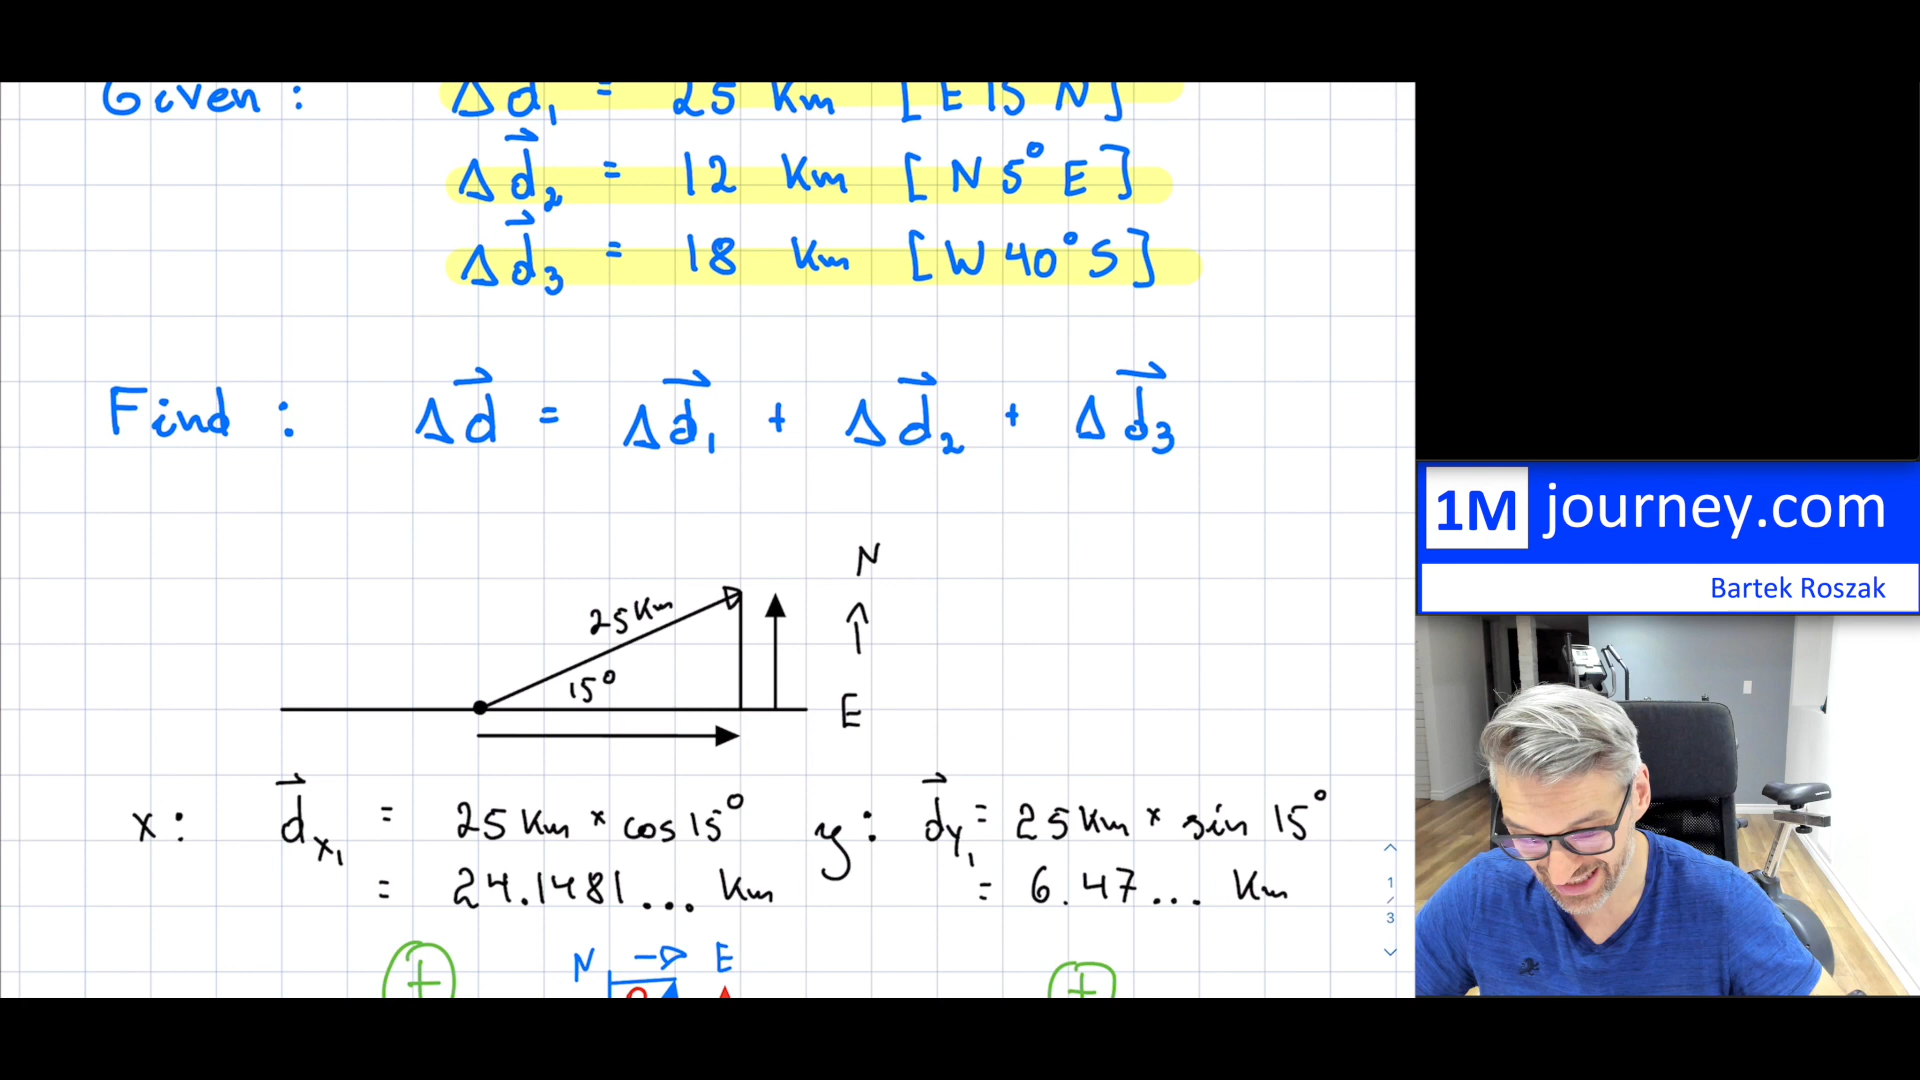 Given : Δd₁ = 25 Km [E 15 N]
Δd₂ = 12 Km [N 5° E]
Δd₃ = 18 Km [W 40° S]
Find : Δd = Δd₁ + Δd₂ + Δd₃
N
25 Km
15°
E
x : dx₁ = 25 Km * cos 15° y : dy₁ = 25 Km * sin 15°
= 24.1481... Km = 6.47... Km
+ N E +
1M journey.com
Bartek Roszak
1
/
3